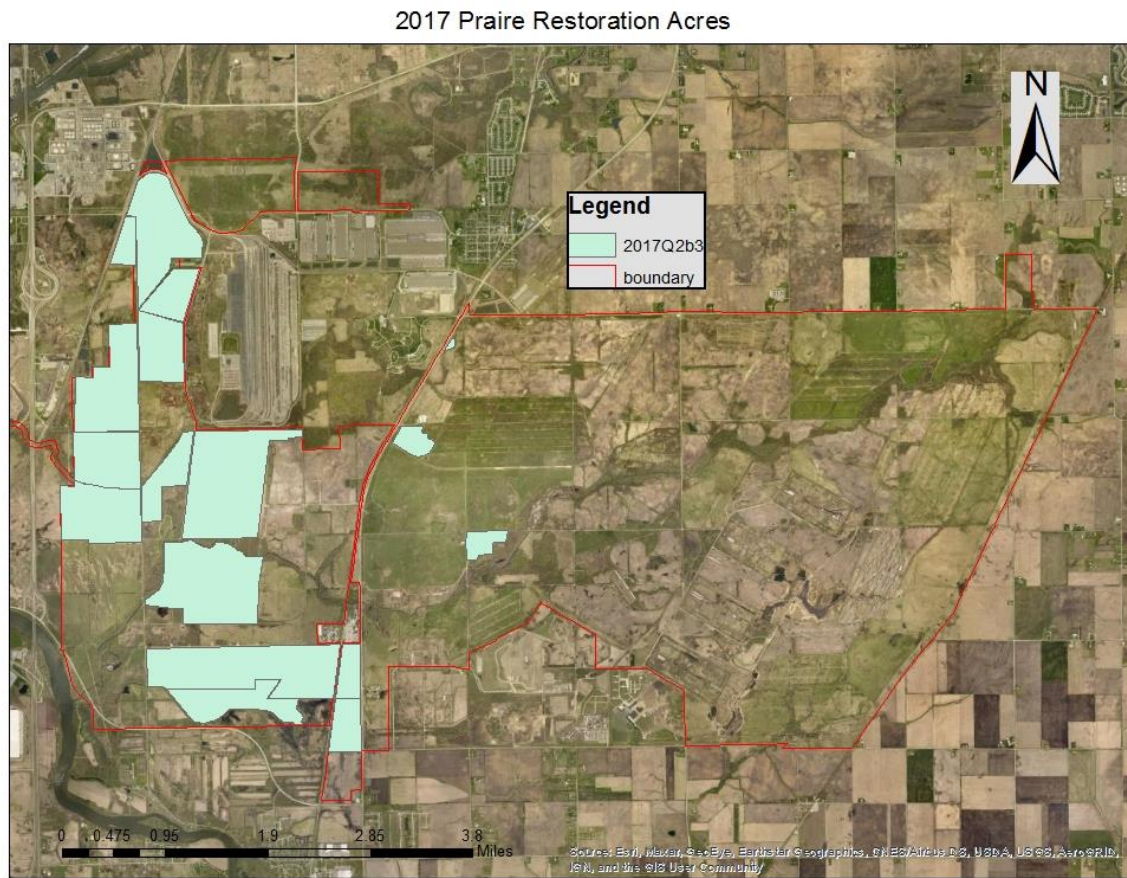 2017 Praire Restoration Acres
N
Legend
2017Q2b3
boundary
0 0.475 0.95 1.9 2.85 3.8
Miles
Source: Esri, Maxar, GeoEye, Earthstar Geographics, CNES/Airbus DS, USDA, USGS, AeroGRID,
IGN, and the GIS User Community